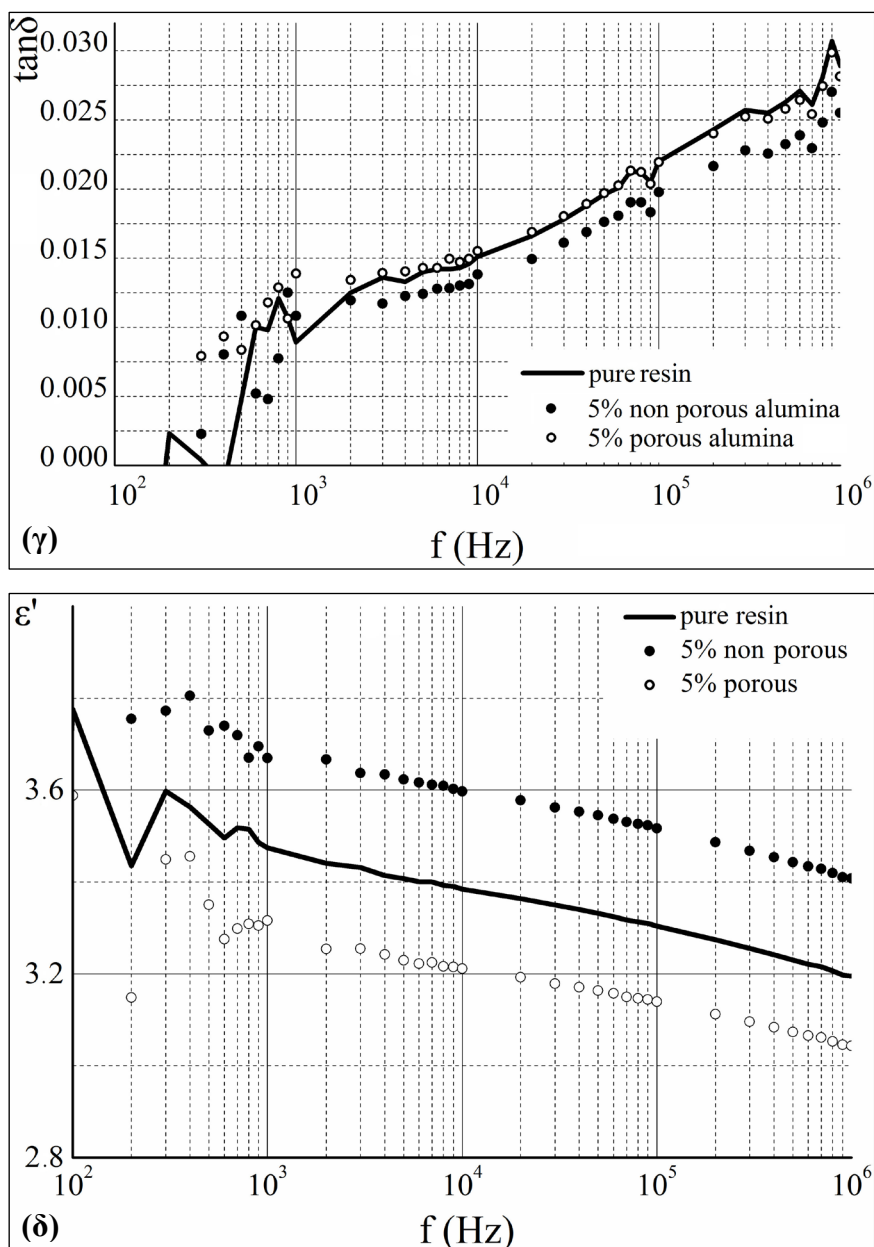 tanδ
0.030
0.025
0.020
0.015
0.010
0.005
0 000
pure resin
5% non porous alumina
5% porous alumina
10² 10³ 10⁴ 10⁵ 10⁶
f (Hz)
(γ)
ε'
3.6
3.2
2.8
pure resin
5% non porous
5% porous
10² 10³ 10⁴ 10⁵ 10⁶
f (Hz)
(δ)